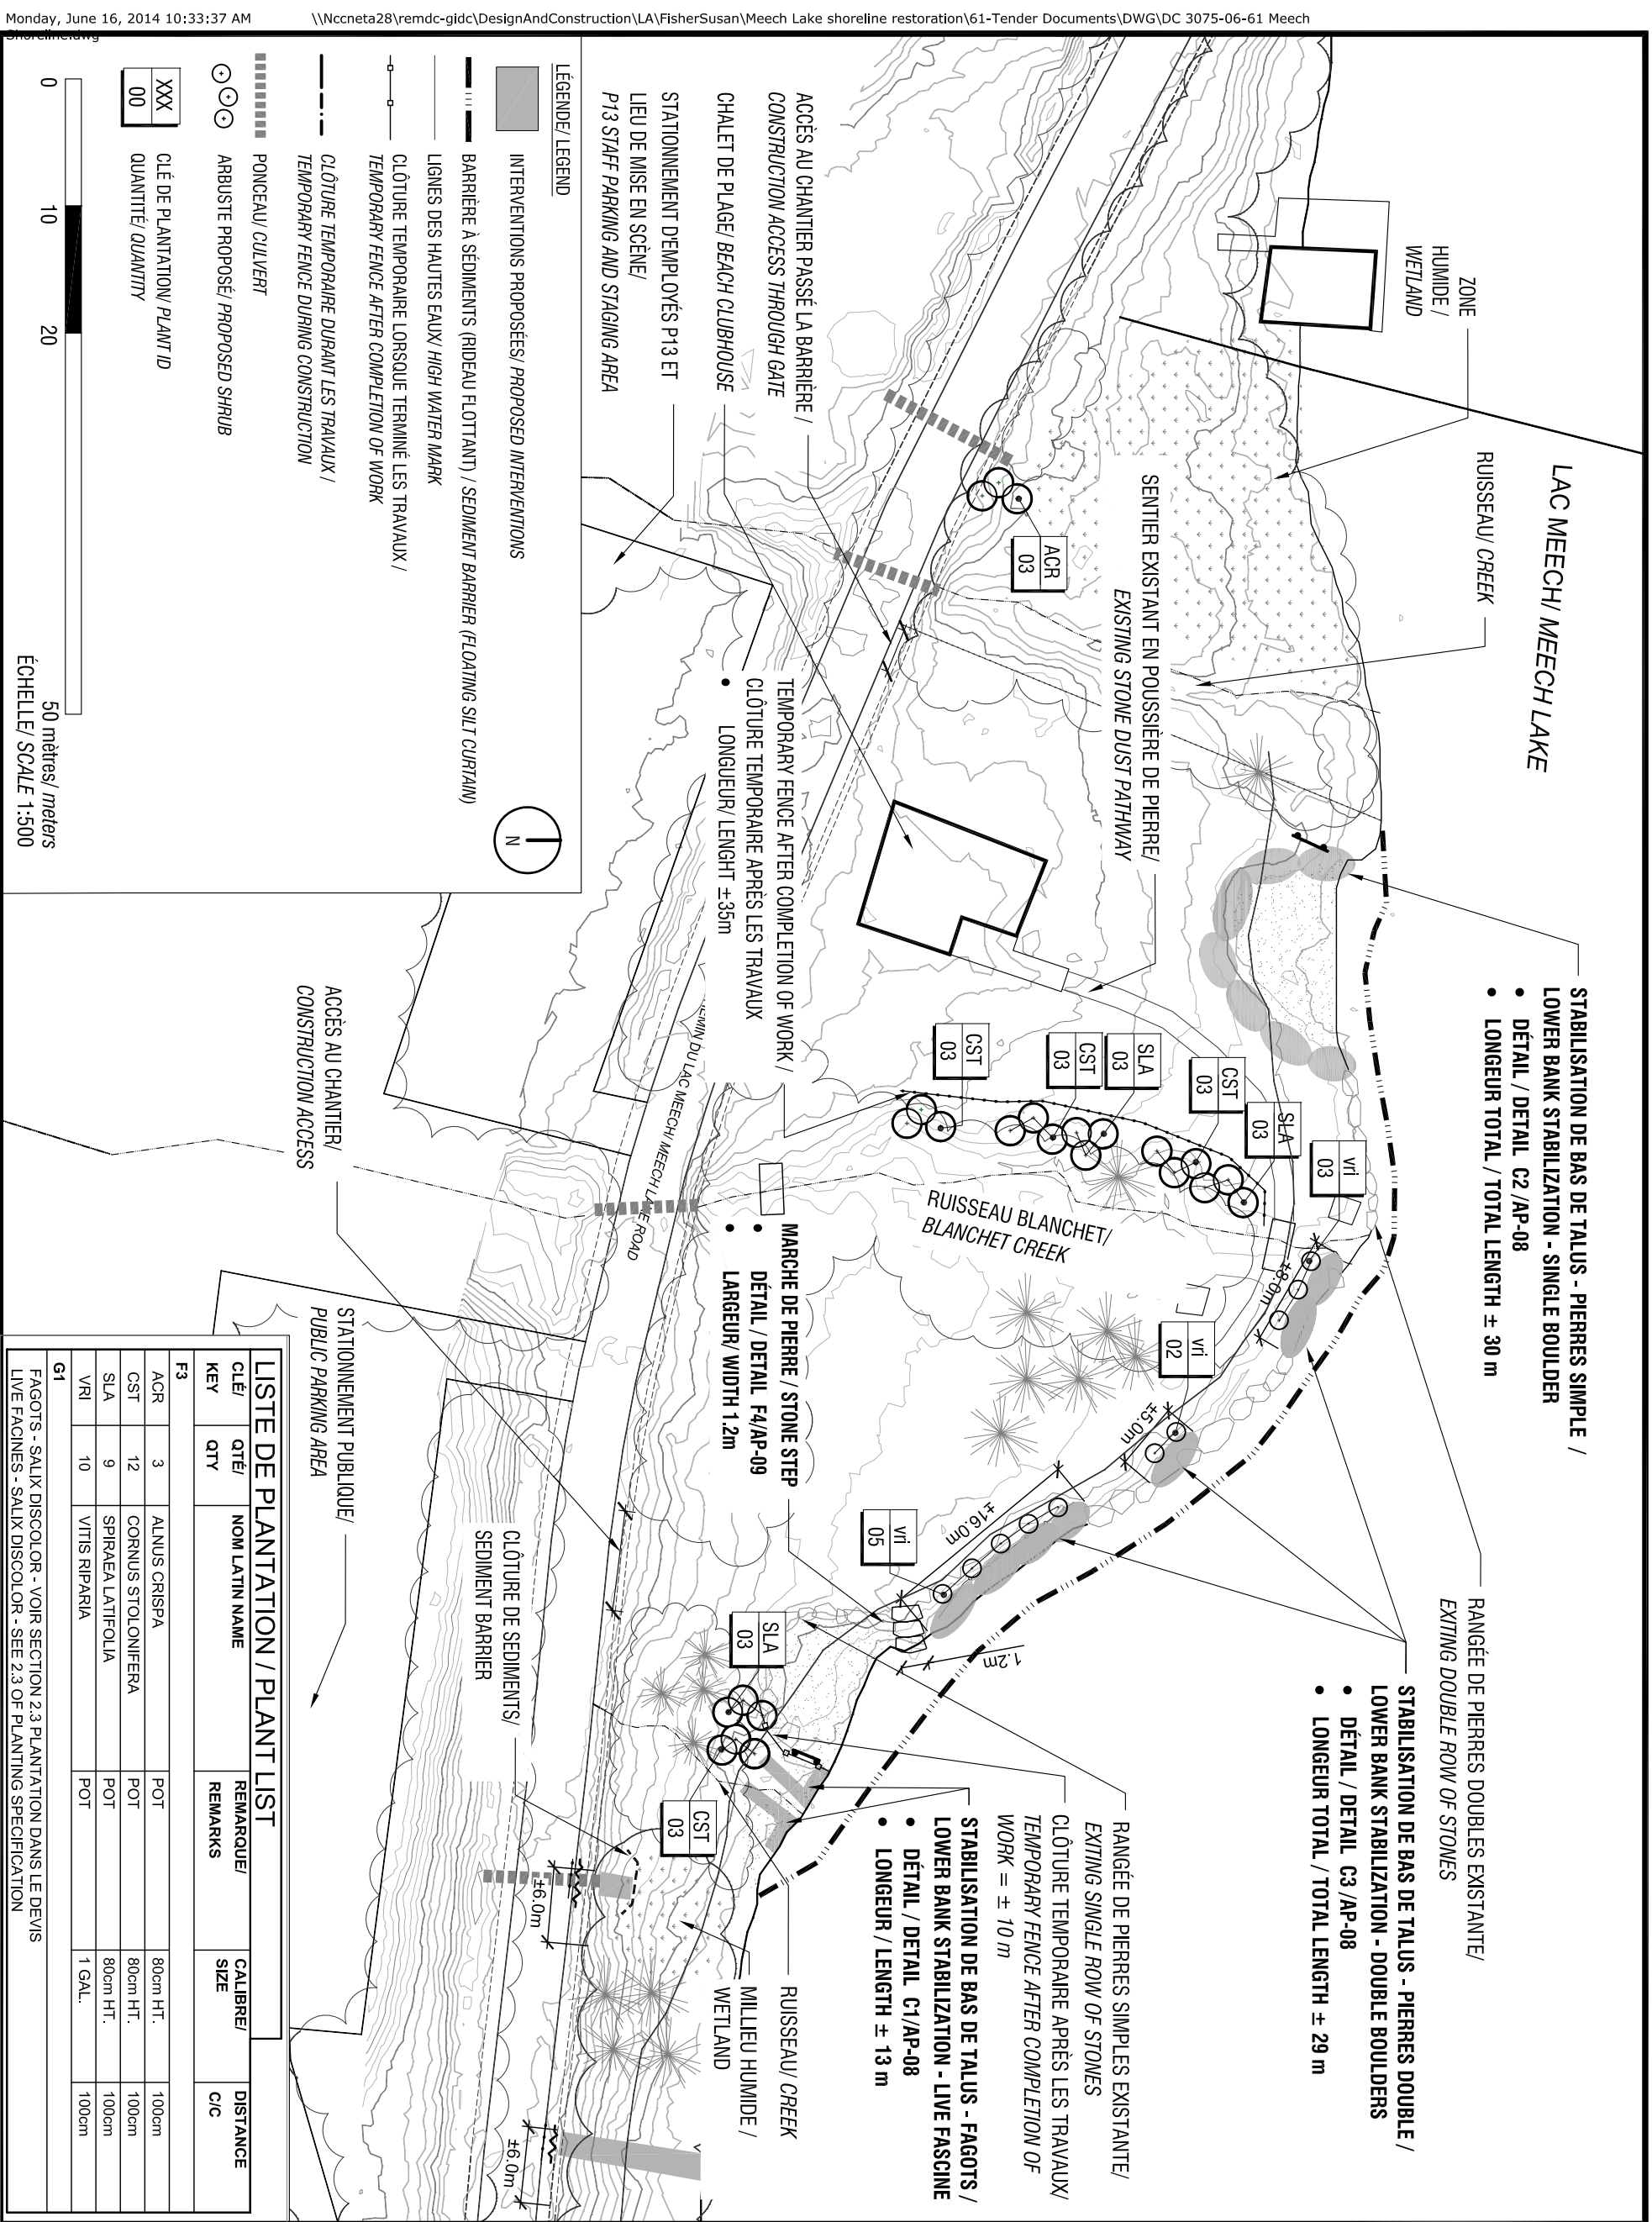 Monday, June 16, 2014 10:33:37 AM \\Nccneta28\remdc-gidc\DesignAndConstruction\LA\FisherSusan\Meech Lake shoreline restoration\61-Tender Documents\DWG\DC 3075-06-61 Meech
Shoreline.dwg
LAC MEECH/ MEECH LAKE
ZONE
HUMIDE /
WETLAND
RUISSEAU/ CREEK
SENTIER EXISTANT EN POUSSIÈRE DE PIERRE/
EXISTING STONE DUST PATHWAY
ACCÈS AU CHANTIER PASSÉ LA BARRIÈRE /
CONSTRUCTION ACCESS THROUGH GATE
CHALET DE PLAGE/ BEACH CLUBHOUSE
STATIONNEMENT D'EMPLOYÉS P13 ET
LIEU DE MISE EN SCÈNE/
P13 STAFF PARKING AND STAGING AREA
ACR
03
STABILISATION DE BAS DE TALUS - PIERRES SIMPLE /
LOWER BANK STABILIZATION - SINGLE BOULDER
• DÉTAIL / DETAIL C2 /AP-08
• LONGEUR TOTAL / TOTAL LENGTH ± 30 m
TEMPORARY FENCE AFTER COMPLETION OF WORK /
CLÔTURE TEMPORAIRE APRÈS LES TRAVAUX
• LONGUEUR/ LENGHT ±35m
CST
03
CST
03
SLA
03
CST
03
SLA
03
vri
03
RUISSEAU BLANCHET/
BLANCHET CREEK
±8.0m
vri
02
±5.0m
±16.0m
vri
05
1.2m
RANGÉE DE PIERRES DOUBLES EXISTANTE/
EXITING DOUBLE ROW OF STONES
STABILISATION DE BAS DE TALUS - PIERRES DOUBLE /
LOWER BANK STABILIZATION - DOUBLE BOULDERS
• DÉTAIL / DETAIL C3 /AP-08
• LONGEUR TOTAL / TOTAL LENGTH ± 29 m
MARCHE DE PIERRE / STONE STEP
• DÉTAIL / DETAIL F4/AP-09
• LARGEUR/ WIDTH 1.2m
RANGÉE DE PIERRES SIMPLES EXISTANTE/
EXITING SINGLE ROW OF STONES
CLÔTURE TEMPORAIRE APRÈS LES TRAVAUX/
TEMPORARY FENCE AFTER COMPLETION OF
WORK = ± 10 m
STABILISATION DE BAS DE TALUS - FAGOTS /
LOWER BANK STABILIZATION - LIVE FASCINE
• DÉTAIL / DETAIL C1/AP-08
• LONGEUR / LENGTH ± 13 m
SLA
03
CST
03
RUISSEAU/ CREEK
MILLIEU HUMIDE /
WETLAND
CLÔTURE DE SEDIMENTS/
SEDIMENT BARRIER
±6.0m
±6.0m
DU LAC MEECH/ MEECH LAKE ROAD
ACCÈS AU CHANTIER/
CONSTRUCTION ACCESS
STATIONNEMENT PUBLIQUE/
PUBLIC PARKING AREA
LÉGENDE/ LEGEND
INTERVENTIONS PROPOSÉES/ PROPOSED INTERVENTIONS
BARRIÈRE À SÉDIMENTS (RIDEAU FLOTTANT) / SEDIMENT BARRIER (FLOATING SILT CURTAIN)
LIGNES DES HAUTES EAUX/ HIGH WATER MARK
CLÔTURE TEMPORAIRE LORSQUE TERMINÉ LES TRAVAUX /
TEMPORARY FENCE AFTER COMPLETION OF WORK
CLÔTURE TEMPORAIRE DURANT LES TRAVAUX /
TEMPORARY FENCE DURING CONSTRUCTION
PONCEAU/ CULVERT
ARBUSTE PROPOSÉ/ PROPOSED SHRUB
XXX
00
CLÉ DE PLANTATION/ PLANT ID
QUANTITÉ/ QUANTITY
N
0 10 20 50 mètres/ meters
ÉCHELLE/ SCALE 1:500
LISTE DE PLANTATION / PLANT LIST
CLÉ/ KEY QTÉ/ QTY NOM LATIN NAME REMARQUE/ REMARKS CALIBRE/ SIZE DISTANCE C/C
F3
ACR 3 ALNUS CRISPA POT 80cm HT. 100cm
CST 12 CORNUS STOLONIFERA POT 80cm HT. 100cm
SLA 9 SPIRAEA LATIFOLIA POT 80cm HT. 100cm
VRI 10 VITIS RIPARIA POT 1 GAL. 100cm
G1
FAGOTS - SALIX DISCOLOR - VOIR SECTION 2.3 PLANTATION DANS LE DEVIS
LIVE FACINES - SALIX DISCOLOR - SEE 2.3 OF PLANTING SPECIFICATION